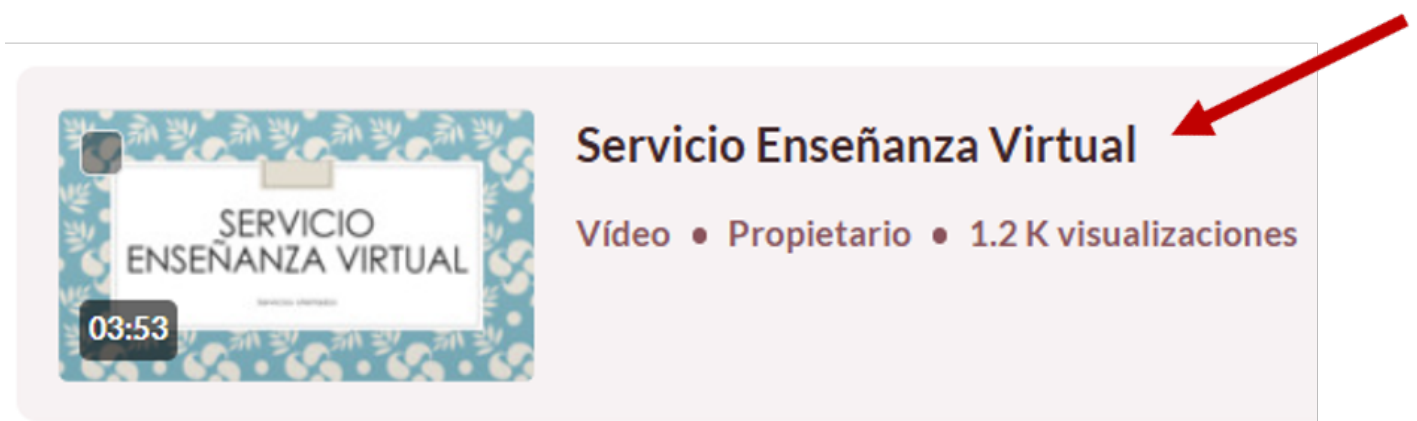 SERVICIO
ENSEÑANZA VIRTUAL
03:53
Servicio Enseñanza Virtual
Vídeo • Propietario • 1.2 K visualizaciones